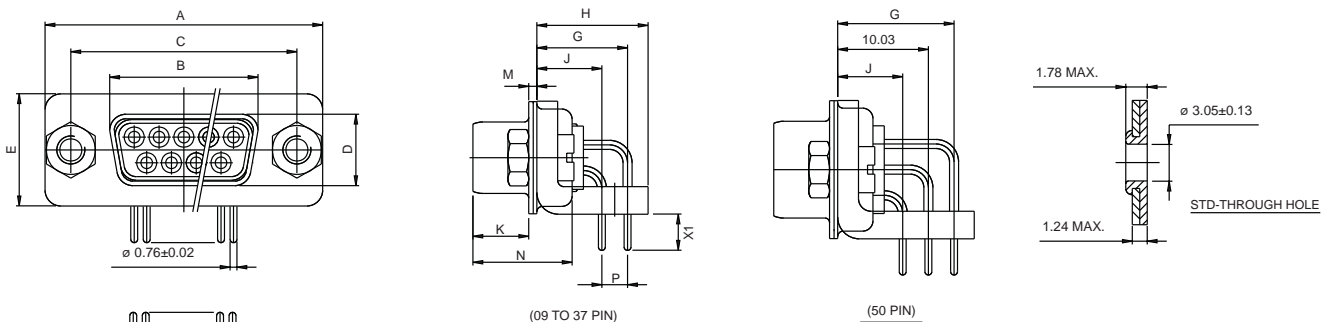 A
C
B
E
D
ø 0.76±0.02
H
G
J
M
K
N
P
X1
(09 TO 37 PIN)
G
10.03
J
(50 PIN)
1.78 MAX.
ø 3.05±0.13
STD-THROUGH HOLE
1.24 MAX.